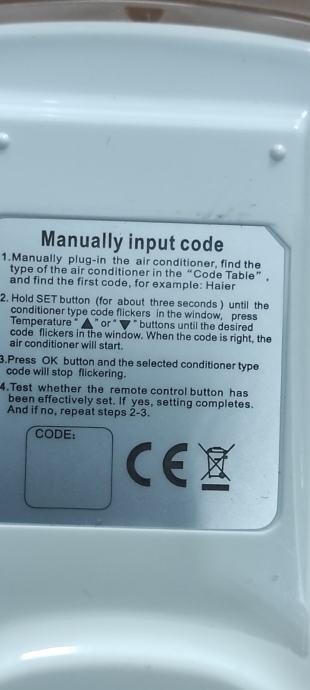 Manually input code
1.Manually plug-in the air conditioner, find the
type of the air conditioner in the "Code Table",
and find the first code, for example: Haier
2. Hold SET button (for about three seconds) until the
conditioner type code flickers in the window, press
Temperature "▲" or "▼" buttons until the desired
code flickers in the window. When the code is right, the
air conditioner will start.
3.Press OK button and the selected conditioner type
code will stop flickering.
4.Test whether the remote control button has
been effectively set. If yes, setting completes.
And if no, repeat steps 2-3.
CODE:
CE